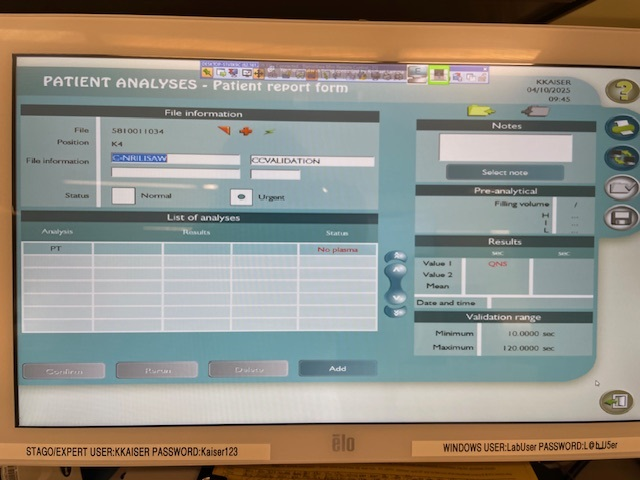 PATIENT ANALYSES - Patient report form
KKAISER
04/10/2025
09:45
File information
File
5810011034
Position
K4
File information
C-NRILISAW
CCVALIDATION
Status
Normal
Urgent
List of analyses
Analysis
Results
Status
PT
No plasma
Confirm
Rerun
Delete
Add
Notes
Select note
Pre-analytical
Filling volume
/
H
...
I
...
L
...
Results
sec
sec
Value 1
QNS
Value 2
Mean
Date and time
Validation range
Minimum
10.0000 sec
Maximum
120.0000 sec
elo
STAGO/EXPERT USER:KKAISER PASSWORD:Kaiser123
WINDOWS USER:LabUser PASSWORD: